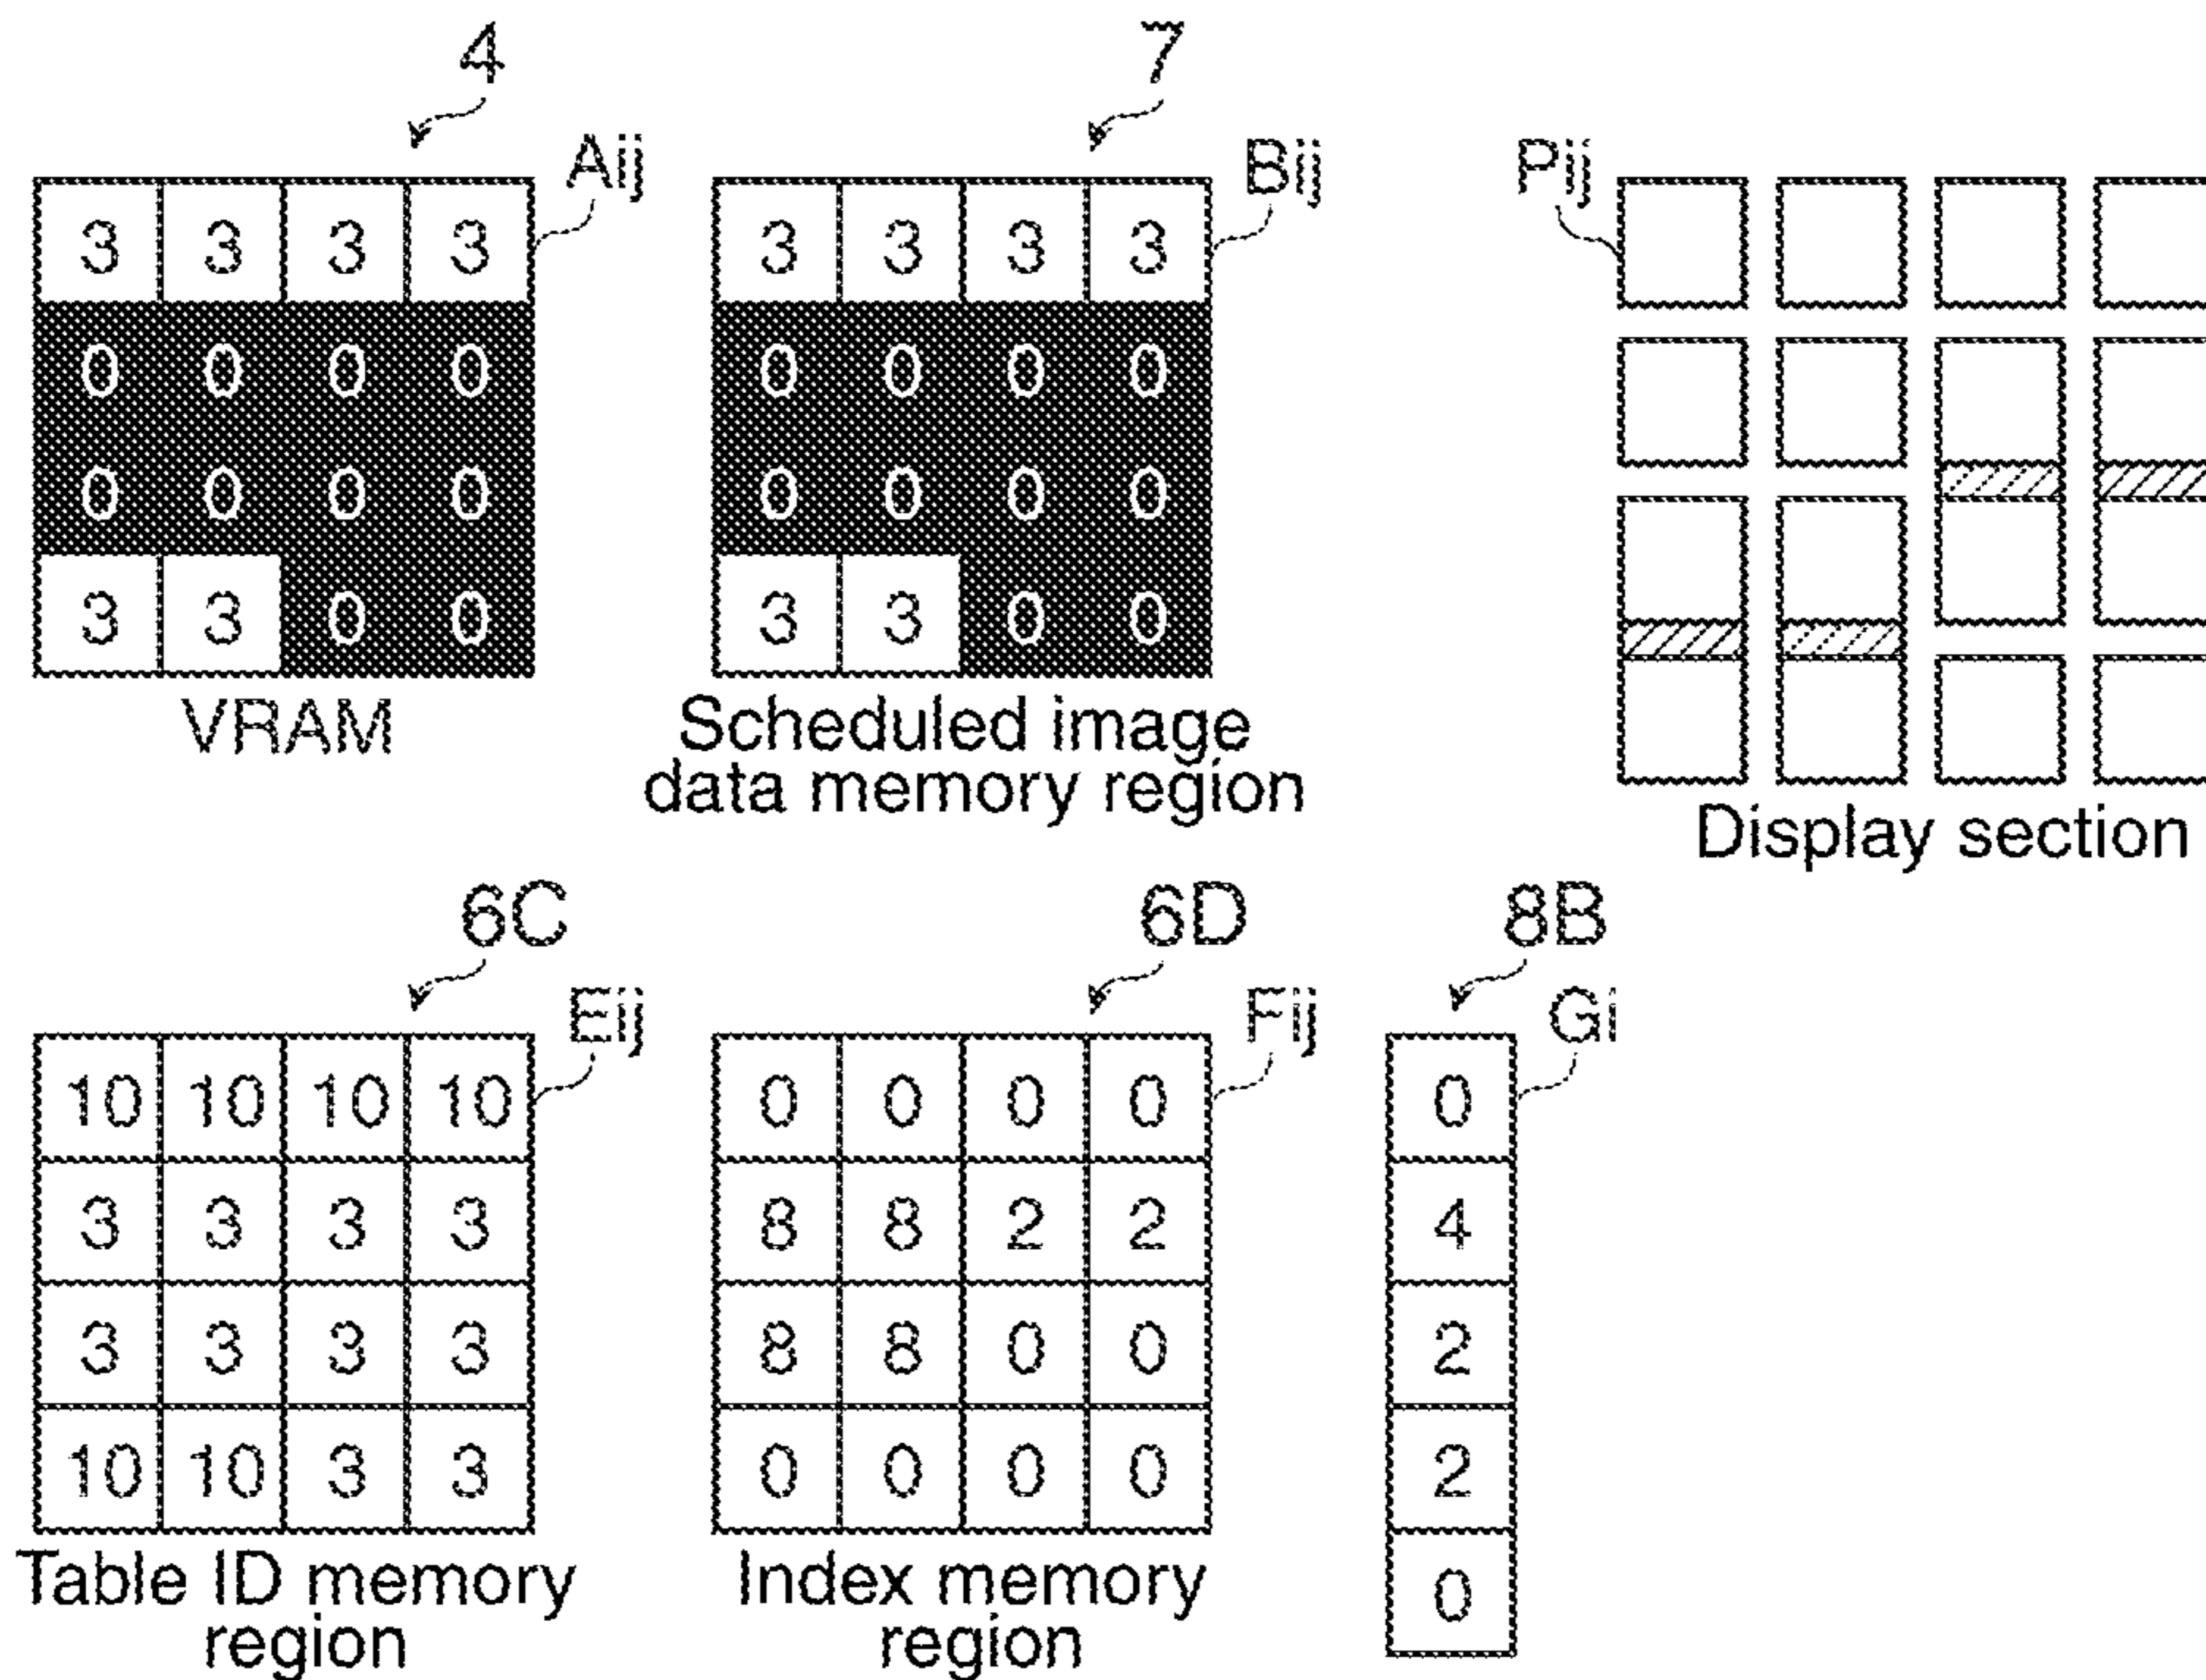 4
7
Aij
Bij
Pij
3 3 3 3
0 0 0 0
0 0 0 0
3 3 0 0
VRAM
3 3 3 3
0 0 0 0
0 0 0 0
3 3 0 0
Scheduled image
data memory region
Display section
6C
Eij
10 10 10 10
3 3 3 3
3 3 3 3
10 10 3 3
Table ID memory
region
6D
Fij
0 0 0 0
8 8 2 2
8 8 0 0
0 0 0 0
Index memory
region
8B
Gi
0
4
2
2
0